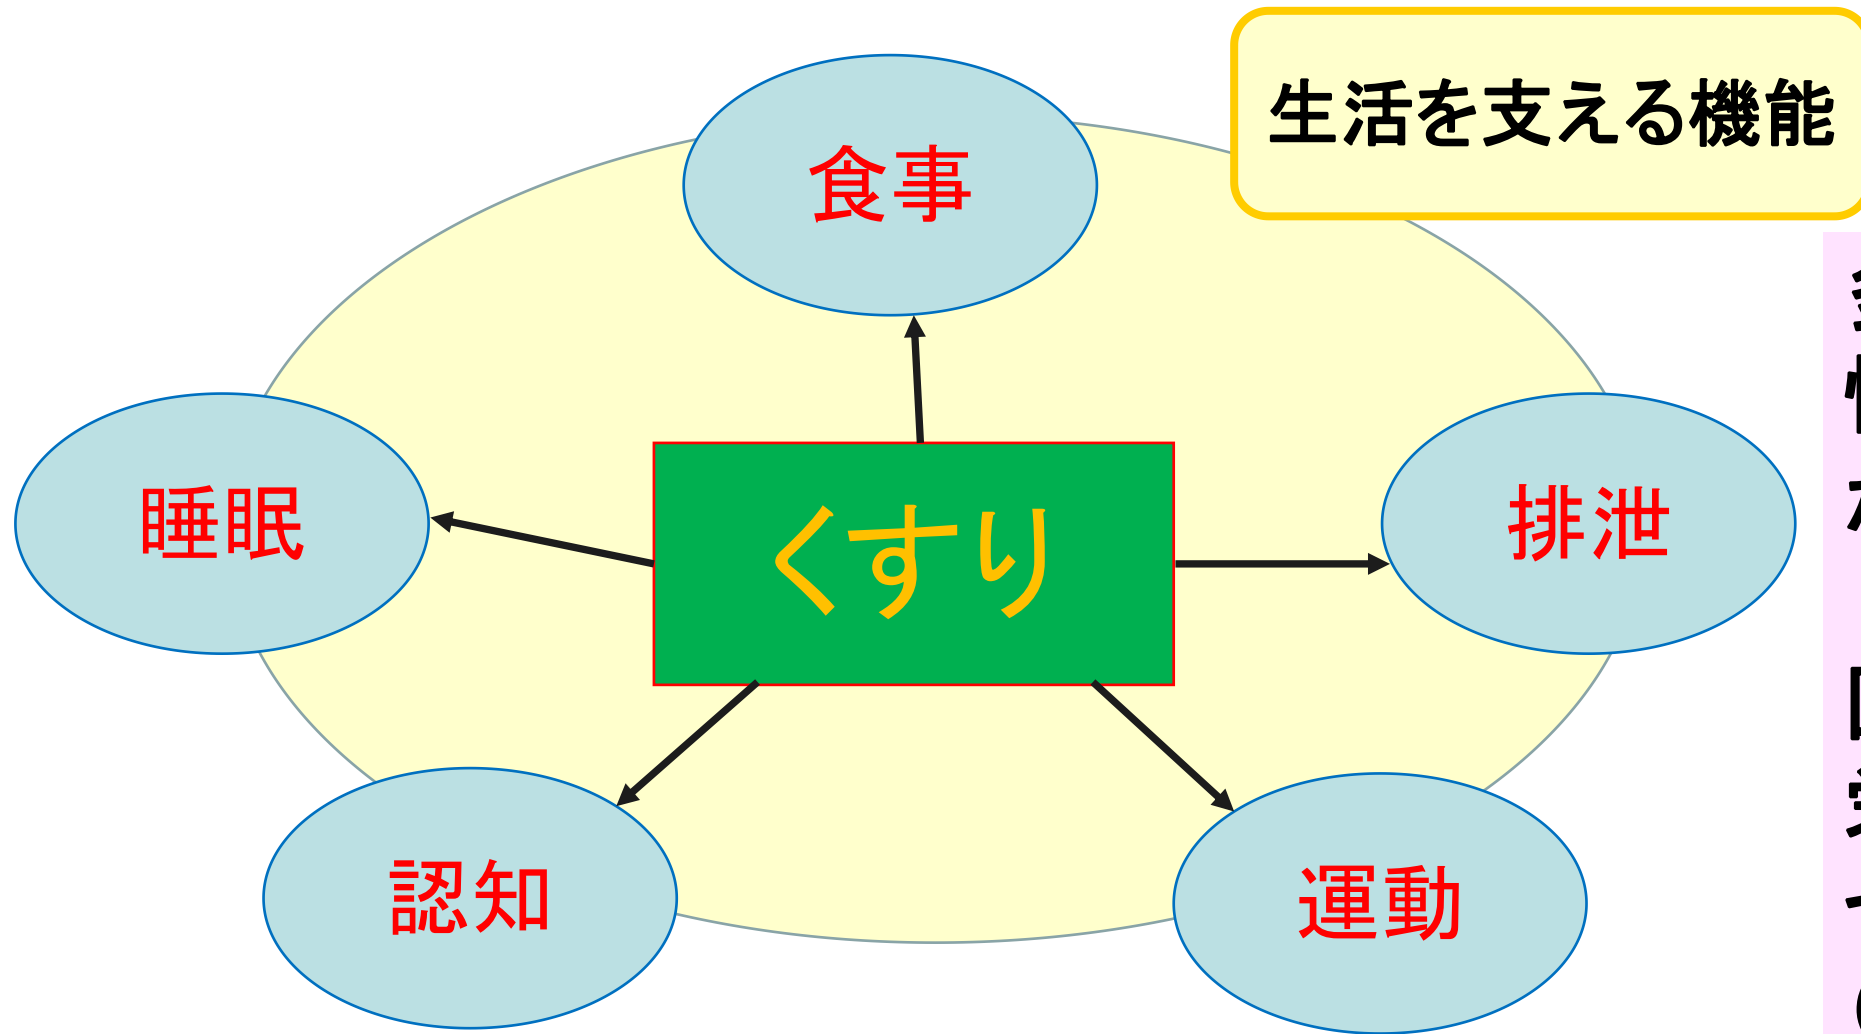 生活を支える機能
食事
睡眠
くすり
排泄
認知
運動